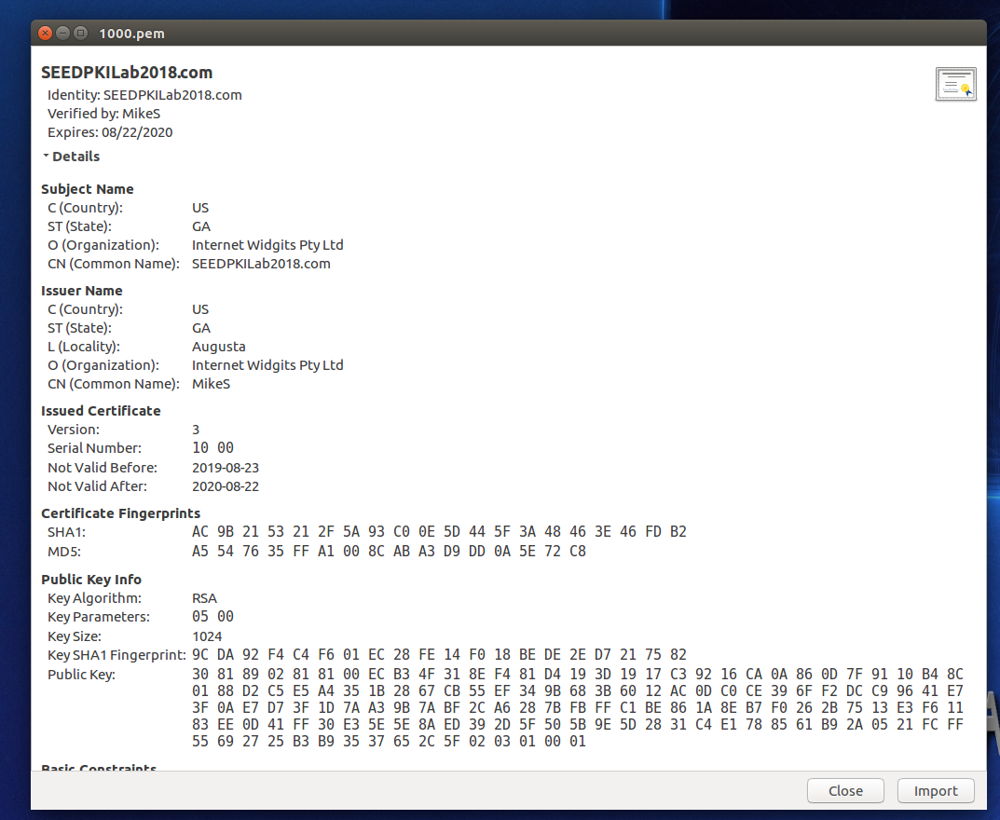 1000.pem
SEEDPKILab2018.com
Identity: SEEDPKILab2018.com
Verified by: MikeS
Expires: 08/22/2020
Details
Subject Name
C (Country): US
ST (State): GA
O (Organization): Internet Widgits Pty Ltd
CN (Common Name): SEEDPKILab2018.com
Issuer Name
C (Country): US
ST (State): GA
L (Locality): Augusta
O (Organization): Internet Widgits Pty Ltd
CN (Common Name): MikeS
Issued Certificate
Version: 3
Serial Number: 10 00
Not Valid Before: 2019-08-23
Not Valid After: 2020-08-22
Certificate Fingerprints
SHA1: AC 9B 21 53 21 2F 5A 93 C0 0E 5D 44 5F 3A 48 46 3E 46 FD B2
MD5: A5 54 76 35 FF A1 00 8C AB A3 D9 DD 0A 5E 72 C8
Public Key Info
Key Algorithm: RSA
Key Parameters: 05 00
Key Size: 1024
Key SHA1 Fingerprint: 9C DA 92 F4 C4 F6 01 EC 28 FE 14 F0 18 BE DE 2E D7 21 75 82
Public Key: 30 81 89 02 81 81 00 EC B3 4F 31 8E F4 81 D4 19 3D 19 17 C3 92 16 CA 0A 86 0D 7F 91 10 B4 8C
01 88 D2 C5 E5 A4 35 1B 28 67 CB 55 EF 34 9B 68 3B 60 12 AC 0D C0 CE 39 6F F2 DC C9 96 41 E7
3F 0A E7 D7 3F 1D 7A A3 9B 7A BF 2C A6 28 7B FB FF C1 BE 86 1A 8E B7 F0 26 2B 75 13 E3 F6 11
83 EE 0D 41 FF 30 E3 5E 5E 8A ED 39 2D 5F 50 5B 9E 5D 28 31 C4 E1 78 85 61 B9 2A 05 21 FC FF
55 69 27 25 B3 B9 35 37 65 2C 5F 02 03 01 00 01
Basic Constraints
Close Import